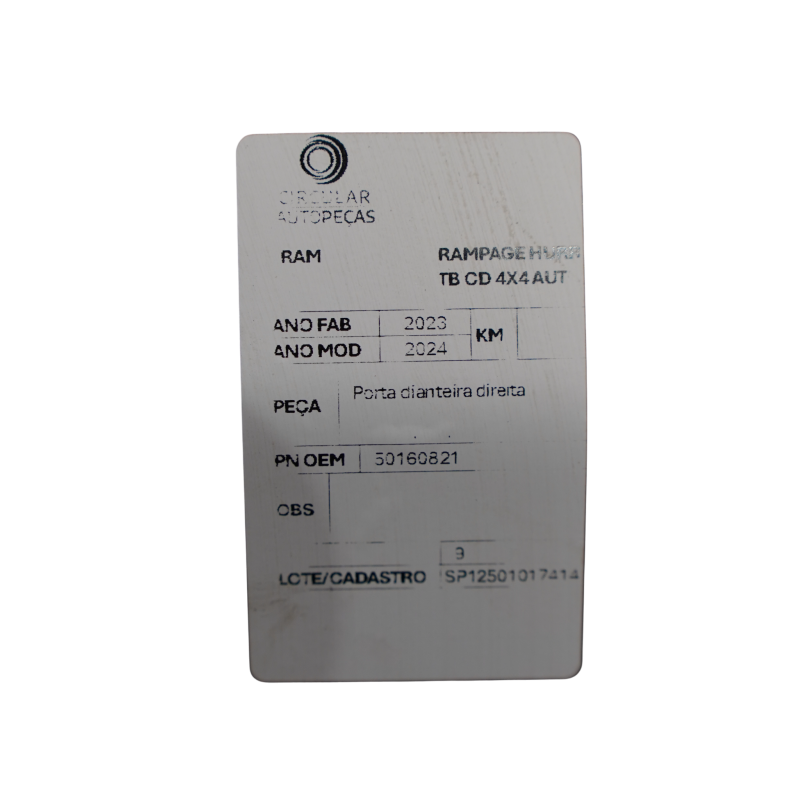 CIRCULAR
AUTOPEÇAS
RAM
RAMPAGE
TB CD 4X4 AUT
ANO FAB 2023 KM
ANO MOD 2024
PEÇA Porta dianteira direita
PN OEM 50160821
OBS
9
LOTE/CADASTRO SP12501017414